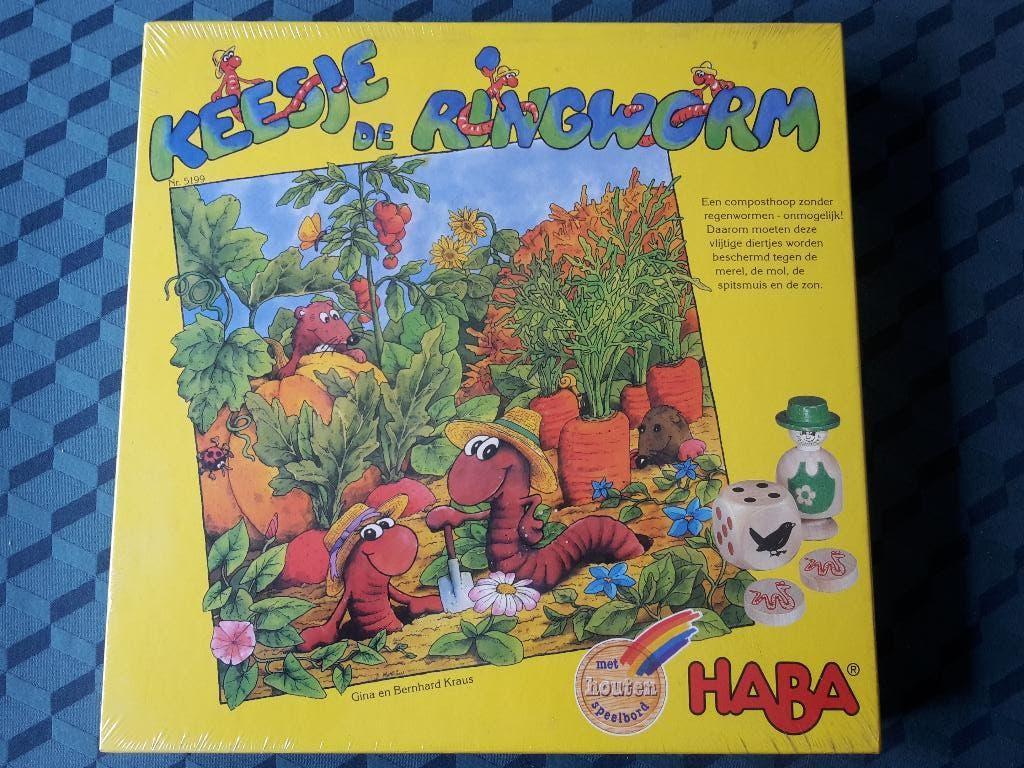 KEESJE DE RINGWORM
Nr. 5199
Een composthoop zonder
regenwormen - onmogelijk!
Daarom moeten deze
vlijtige diertjes worden
beschermd tegen de
merel, de mol, de
spitsmuis en de zon.
Gina en Bernhard Kraus
met
houten
speelbord
HABA®